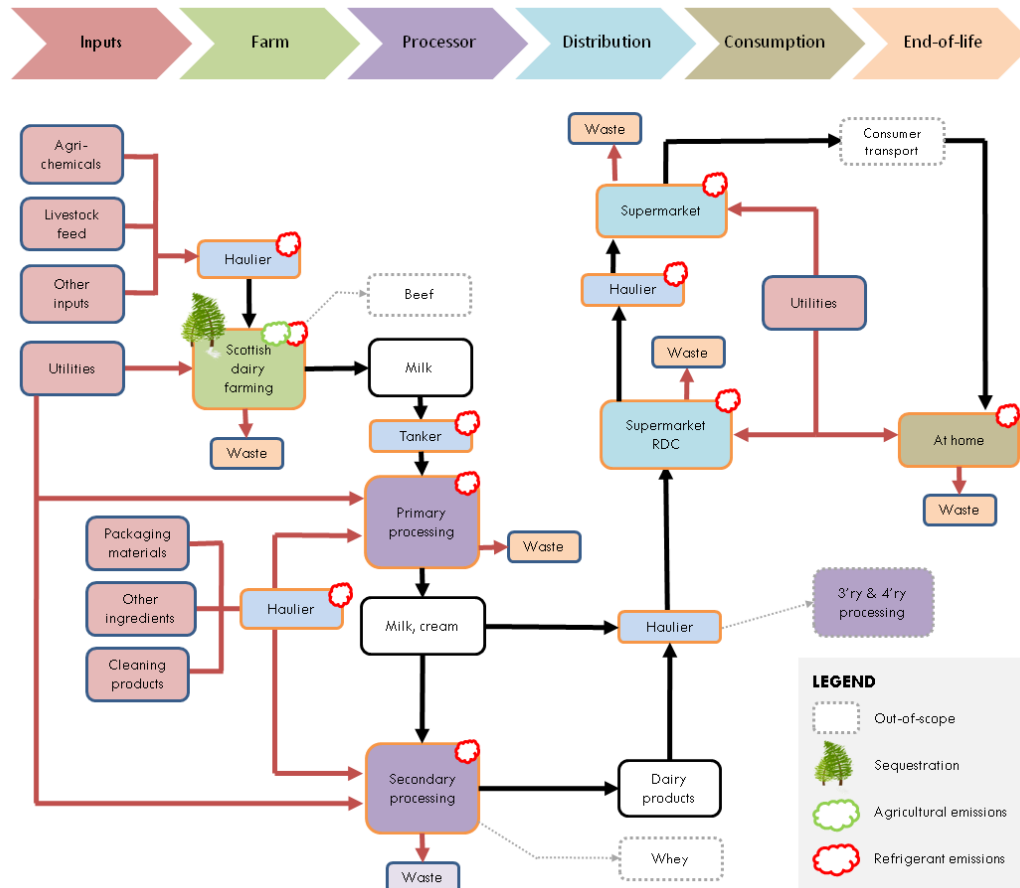 Inputs
Farm
Processor
Distribution
Consumption
End-of-life
Agri-
chemicals
Livestock
feed
Other
inputs
Utilities
Haulier
Beef
Scottish
dairy
farming
Waste
Milk
Tanker
Primary
processing
Waste
Packaging
materials
Other
ingredients
Cleaning
products
Haulier
Milk, cream
Secondary
processing
Waste
Whey
Dairy
products
Haulier
3'ry & 4'ry
processing
Supermarket
RDC
Waste
Haulier
Supermarket
Waste
Consumer
transport
Utilities
At home
Waste
LEGEND
Out-of-scope
Sequestration
Agricultural emissions
Refrigerant emissions